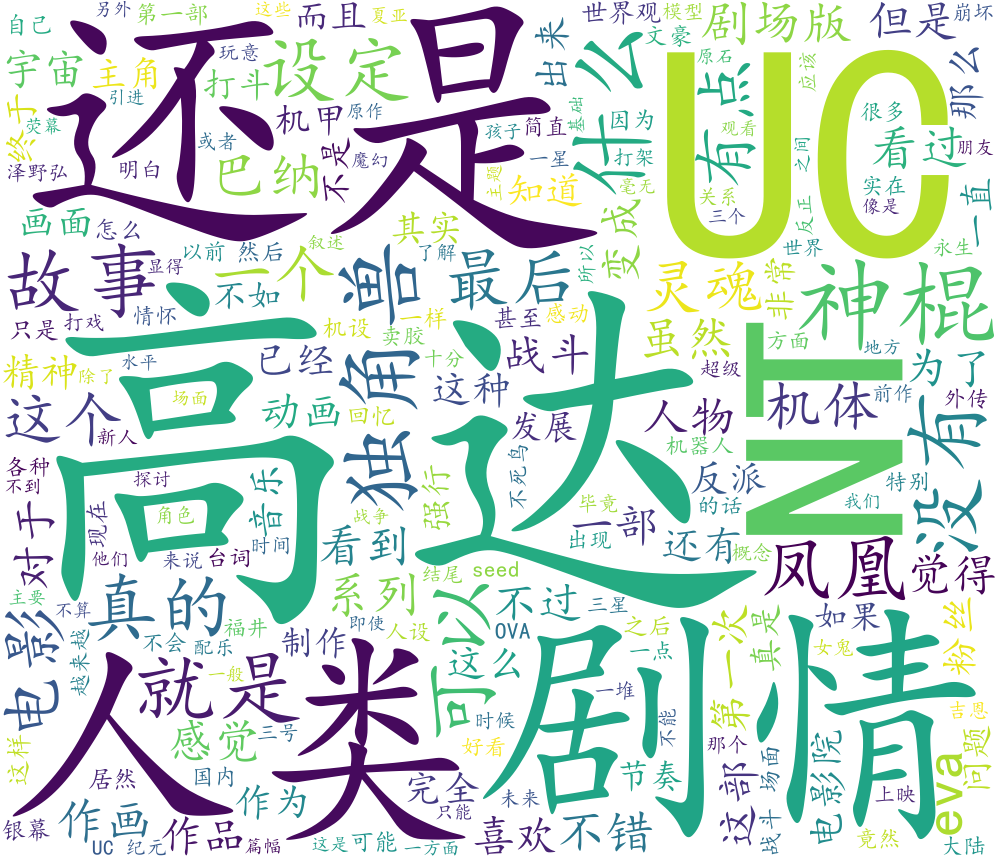 还是
UC
高达
剧情
人类
NT
故事
独角兽
神棍
设定
什么
有点
没有
最后
灵魂
虽然
凤凰
觉得
机体
可以
真的
就是
电影
这个
对于
一个
巴纳
剧场版
但是
那么
一直
看过
自己
第一部
另外
这些
夏亚
而且
世界观
模型
崩坏
宇宙
主角
玩意
打斗
引进
机甲
原作
出来
文豪
原石
应该
很多
终于
荧幕
泽野弘
明白
或者
不是
魔幻
孩子
简直
基础
因为
一星
打架
观看
之间
朋友
实在
像是
画面
怎么
主题
知道
毫无
关系
三个
反正
永生
以前
然后
叙述
其实
了解
变成
所以
世界
非常
显得
只是
打戏
情怀
不如
机设
一样
卖胶
甚至
感动
方面
地方
为了
精神
除了
水平
已经
十分
这种
战斗
超级
前作
外传
新人
场面
动画
回忆
发展
人物
机器人
反派
的话
特别
各种
不到
探讨
角色
现在
他们
音乐
时间
来说
台词
战争
强行
不死鸟
毕竟
一部
出现
还有
概念
我们
看到
系列
结尾
seed
主要
不算
不会
配乐
越来越
福井
制作
即使
人设
OVA
不过
三星
之后
这么
一点
第一次
真是
如果
女鬼
粉丝
吉恩
问题
这样
一般
感觉
三号
时候
好看
一堆
不能
那个
居然
国内
作为
完全
只能
未来
节奏
这部
场面
战斗
电影院
上映
eva
银幕
作画
作品
篇幅
UC
纪元
这是
可能
一方面
喜欢
不错
竟然
大陆